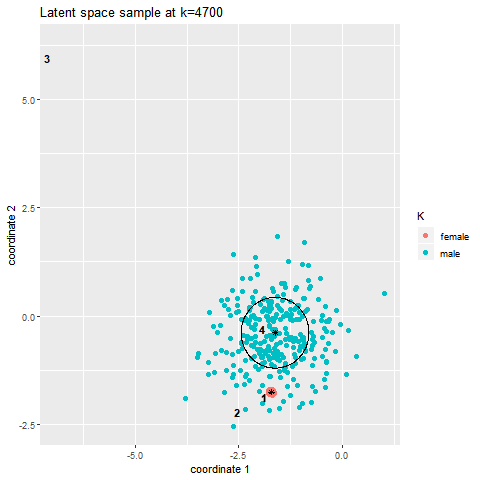 Latent space sample at k=4700
3
5.0
2.5
0.0
-2.5
coordinate 2
4
1
2
-5.0
-2.5
0.0
coordinate 1
K
female
male